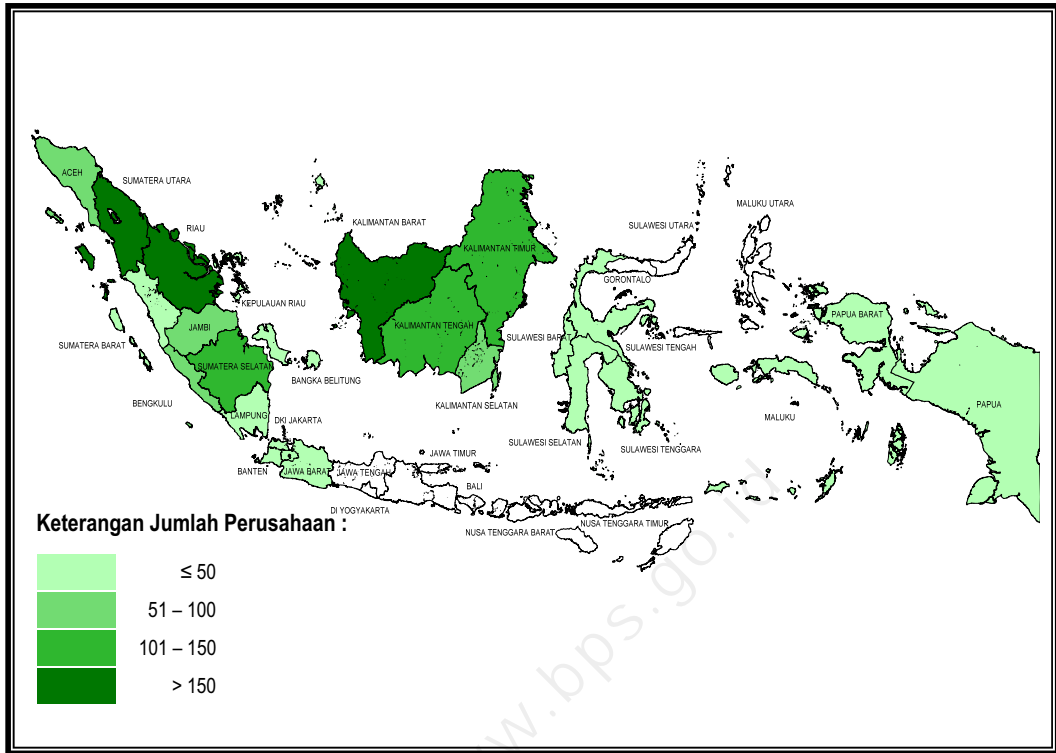 ACEH
SUMATERA UTARA
RIAU
KEPULAUAN RIAU
JAMBI
SUMATERA BARAT
SUMATERA SELATAN
BANGKA BELITUNG
BENGKULU
LAMPUNG
DKI JAKARTA
BANTEN
JAWA BARAT
JAWA TENGAH
JAWA TIMUR
DI YOGYAKARTA
BALI
NUSA TENGGARA BARAT
NUSA TENGGARA TIMUR
KALIMANTAN BARAT
KALIMANTAN TIMUR
KALIMANTAN TENGAH
KALIMANTAN SELATAN
SULAWESI UTARA
GORONTALO
SULAWESI BARAT
SULAWESI TENGAH
SULAWESI SELATAN
SULAWESI TENGGARA
MALUKU UTARA
MALUKU
PAPUA BARAT
PAPUA
Keterangan Jumlah Perusahaan :
≤ 50
51 – 100
101 – 150
> 150
w.bps.go.id